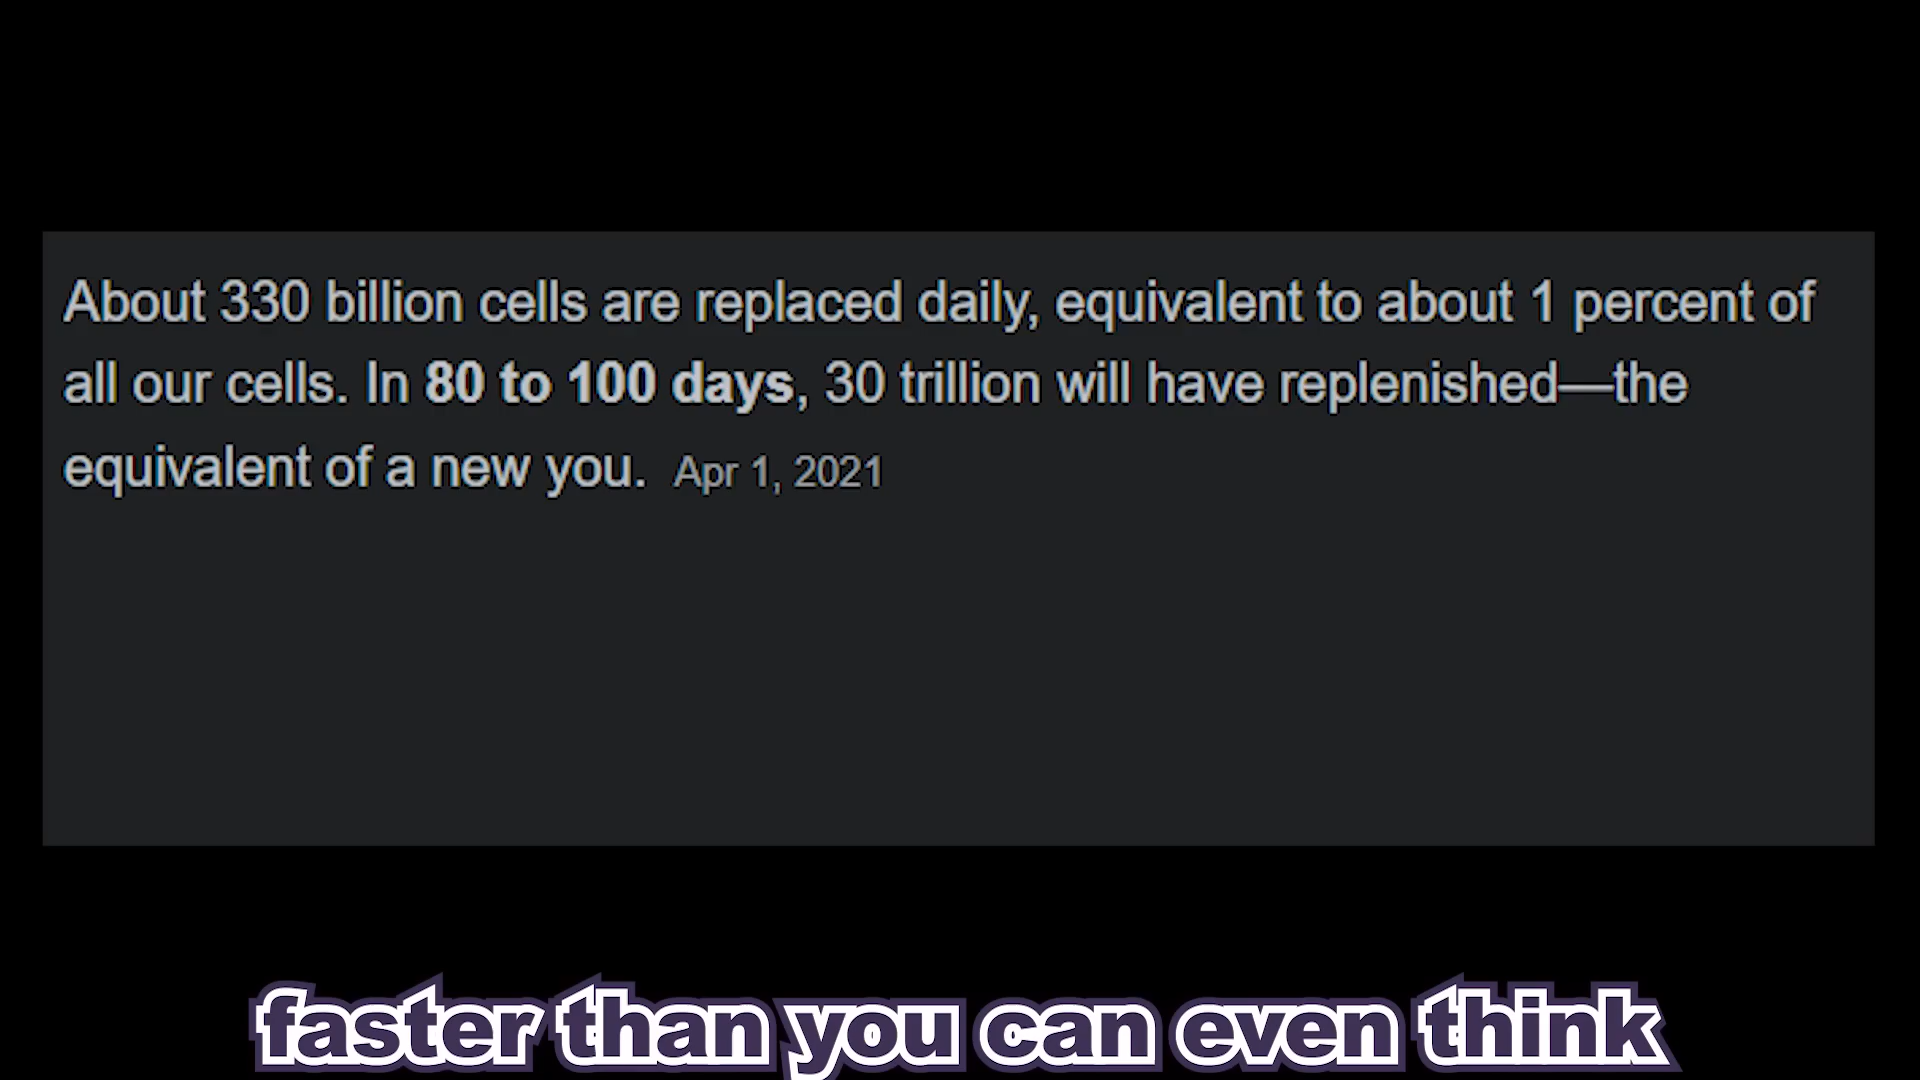 About 330 billion cells are replaced daily, equivalent to about 1 percent of
all our cells. In 80 to 100 days, 30 trillion will have replenished—the
equivalent of a new you. Apr 1, 2021
faster than you can even think